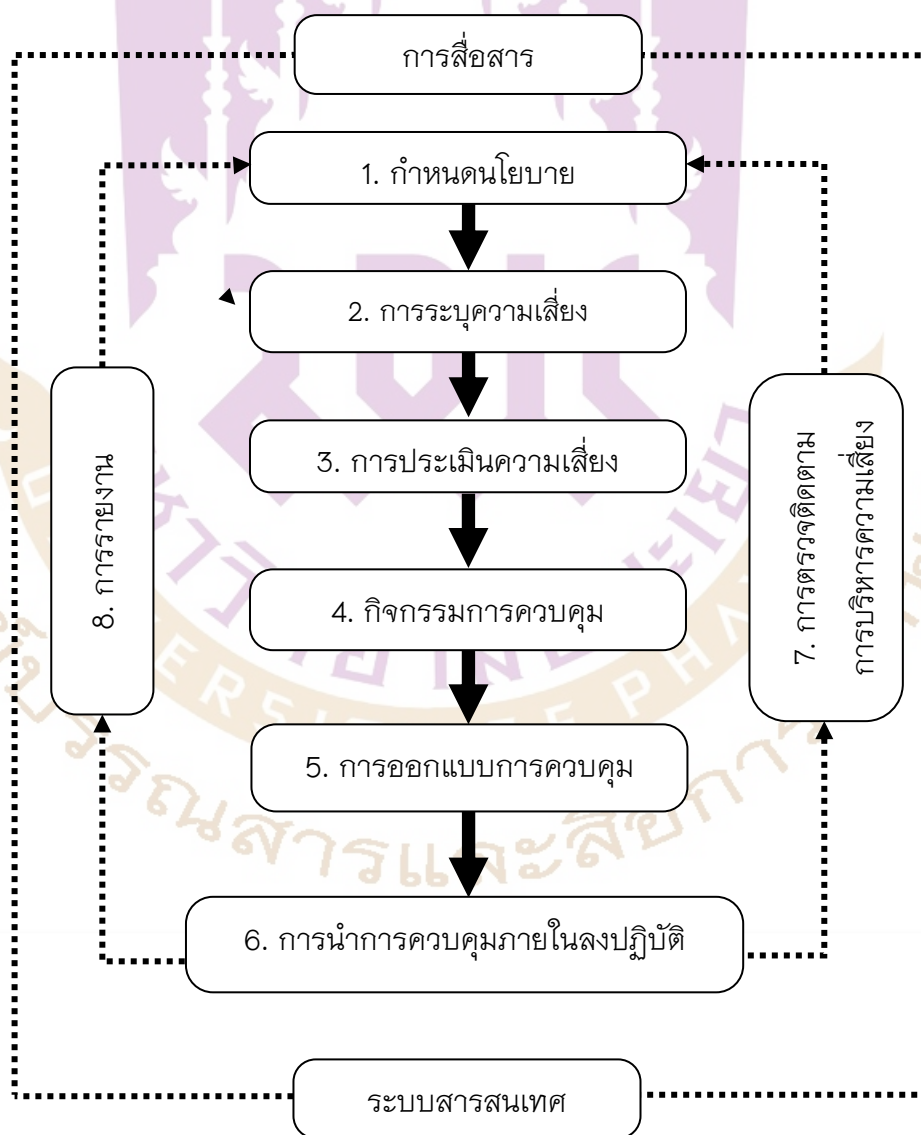 การสื่อสาร
1. กำหนดนโยบาย
2. การระบุความเสี่ยง
3. การประเมินความเสี่ยง
4. กิจกรรมการควบคุม
5. การออกแบบการควบคุม
6. การนำการควบคุมภายในลงปฏิบัติ
7. การตรวจติดตาม
การบริหารความเสี่ยง
8. การรายงาน
ระบบสารสนเทศ